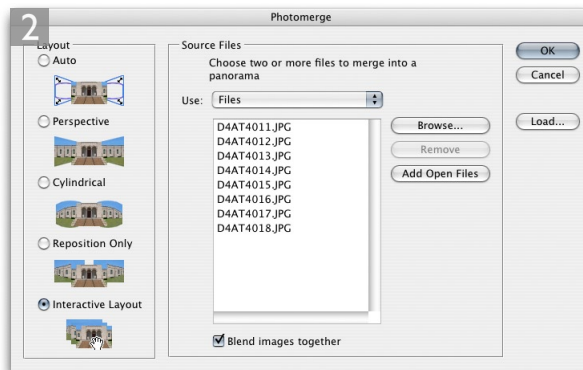 2
Photomerge
Layout
Auto
Perspective
Cylindrical
Reposition Only
Interactive Layout
Source Files
Choose two or more files to merge into a
panorama
Use: Files
D4AT4011.JPG
D4AT4012.JPG
D4AT4013.JPG
D4AT4014.JPG
D4AT4015.JPG
D4AT4016.JPG
D4AT4017.JPG
D4AT4018.JPG
Browse...
Remove
Add Open Files
Blend images together
OK
Cancel
Load...